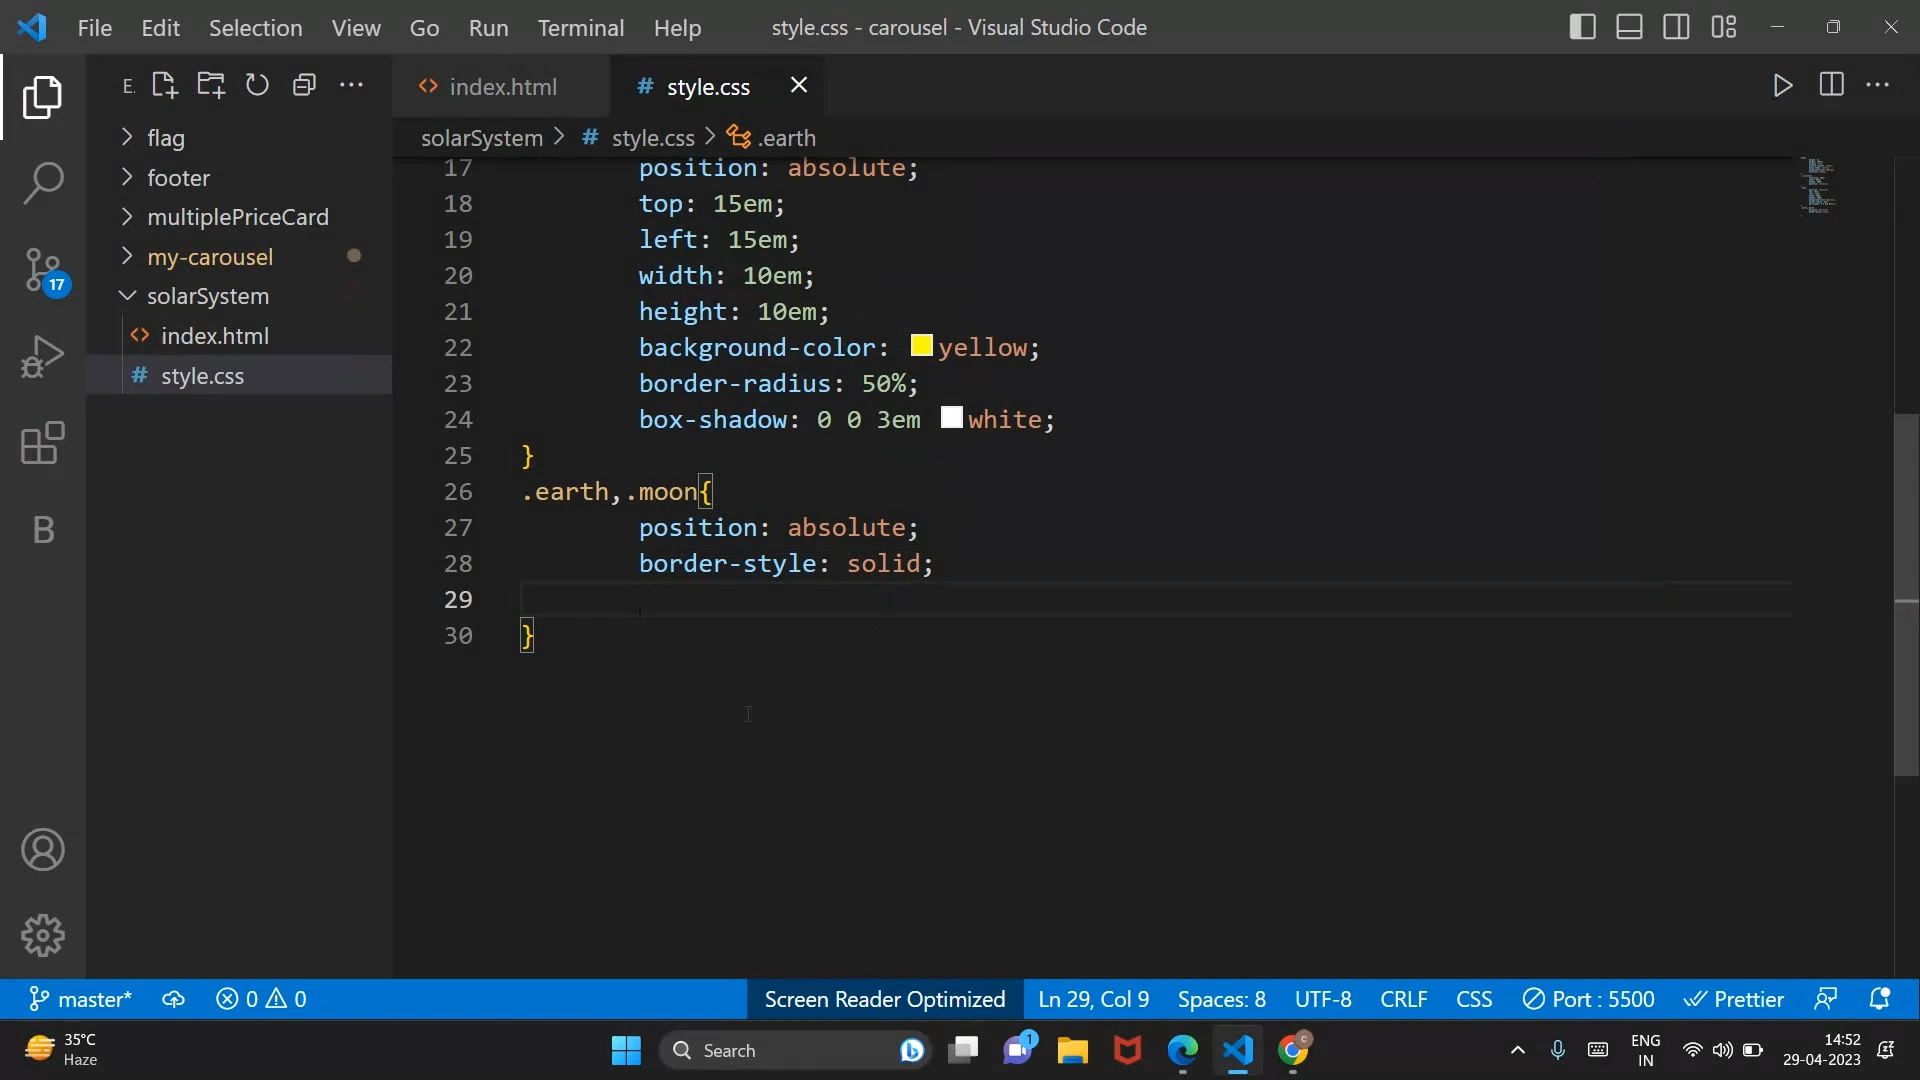 File Edit Selection View Go Run Terminal Help
style.css - carousel - Visual Studio Code
E.
flag
footer
multiplePriceCard
my-carousel
solarSystem
index.html
style.css
17
B
index.html
style.css
solarSystem > # style.css > .earth
17 position: absolute;
18 top: 15em;
19 left: 15em;
20 width: 10em;
21 height: 10em;
22 background-color: yellow;
23 border-radius: 50%;
24 box-shadow: 0 0 3em white;
25 }
26 .earth,.moon{
27 position: absolute;
28 border-style: solid;
29
30 }
master* 0 0 Screen Reader Optimized Ln 29, Col 9 Spaces: 8 UTF-8 CRLF CSS Port : 5500 Prettier
35°C
Haze
Search
1
ENG
IN
14:52
29-04-2023